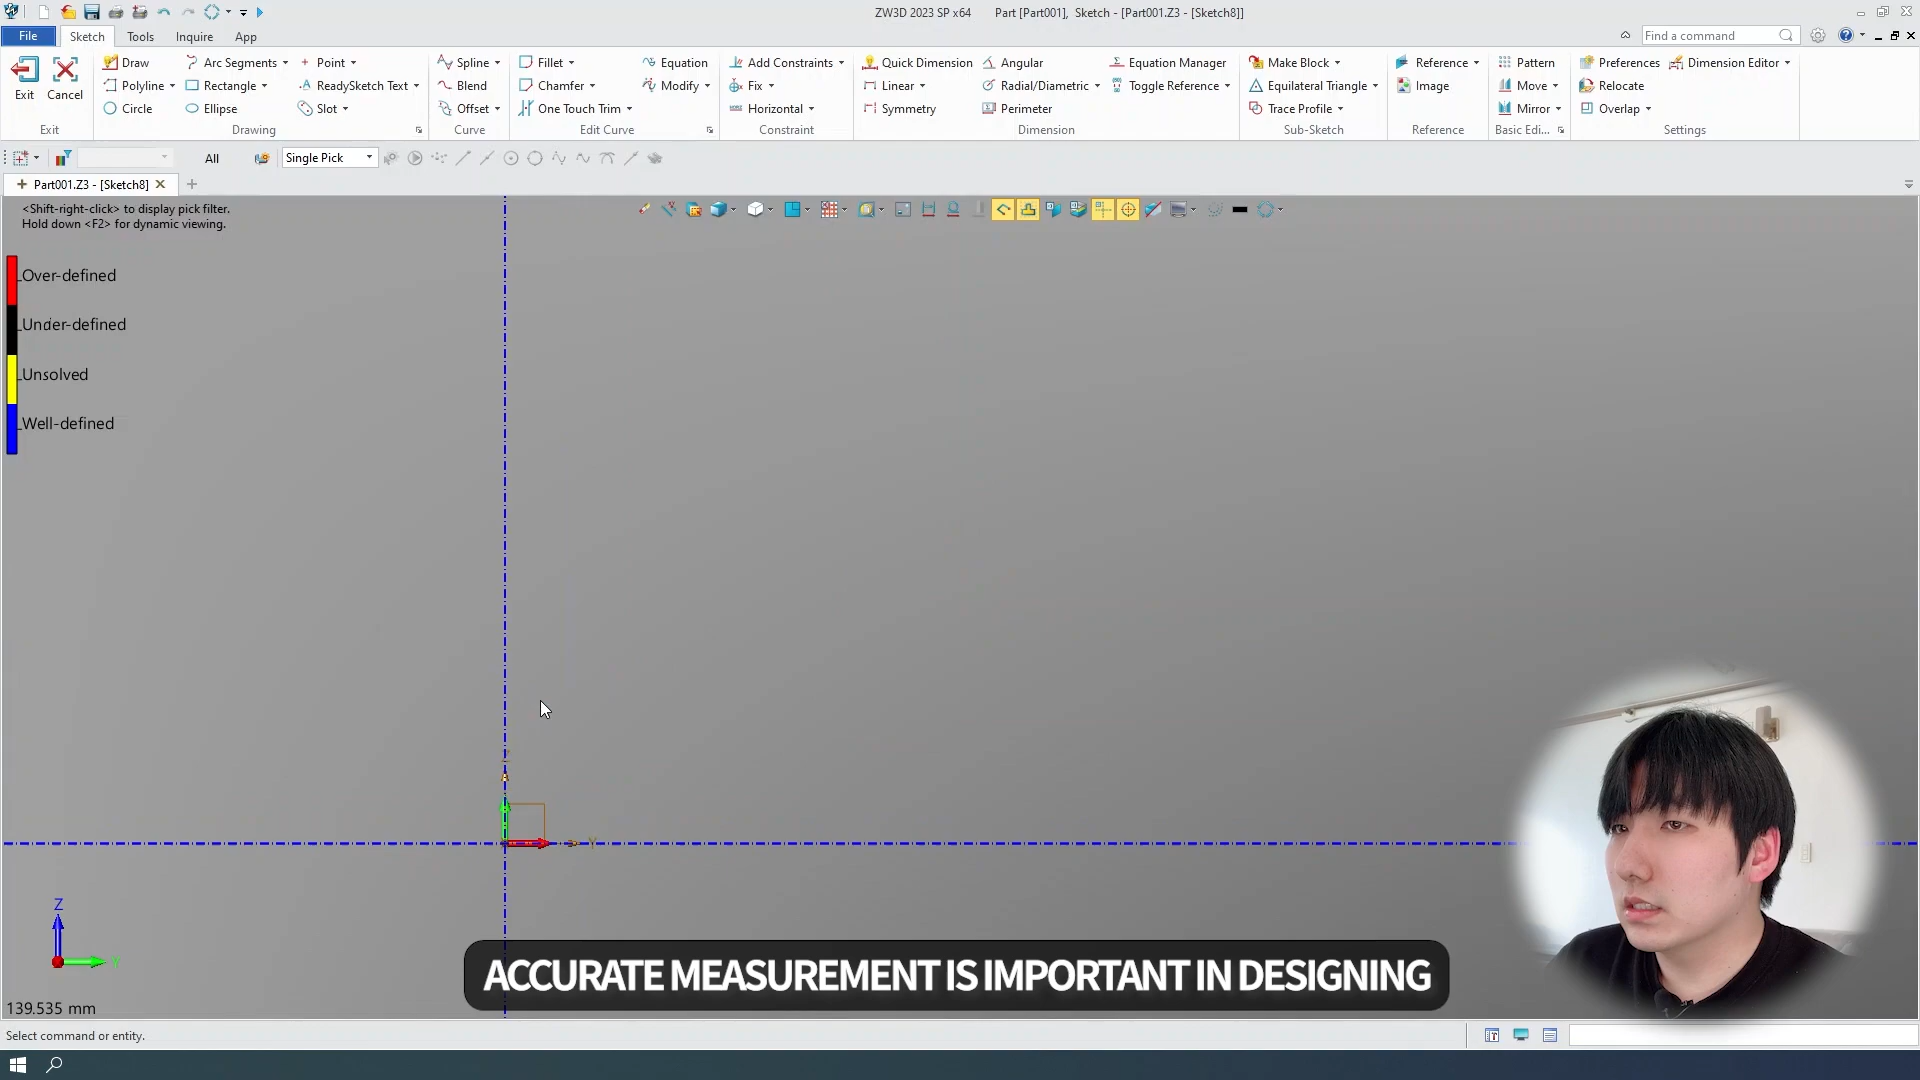 ZW3D 2023 SP x64 Part [Part001], Sketch - [Part001.Z3 - [Sketch8]]
File Sketch Tools Inquire App Find a command
Draw Arc Segments Point Spline Fillet Equation Add Constraints Quick Dimension Angular Equation Manager Make Block Reference Pattern Preferences Dimension Editor
Exit Cancel Polyline Rectangle ReadySketch Text Blend Chamfer Modify Fix Linear Radial/Diametric Toggle Reference Equilateral Triangle Image Move Relocate
Circle Ellipse Slot Offset One Touch Trim Horizontal Symmetry Perimeter Trace Profile Mirror Overlap
Exit Drawing Curve Edit Curve Constraint Dimension Sub-Sketch Reference Basic Edi... Settings
All Single Pick
Part001.Z3 - [Sketch8]
<Shift-right-click> to display pick filter.
Hold down <F2> for dynamic viewing.
Over-defined
Under-defined
Unsolved
Well-defined
Z
Y
Z
Y
ACCURATE MEASUREMENT IS IMPORTANT IN DESIGNING
139.535 mm
Select command or entity.